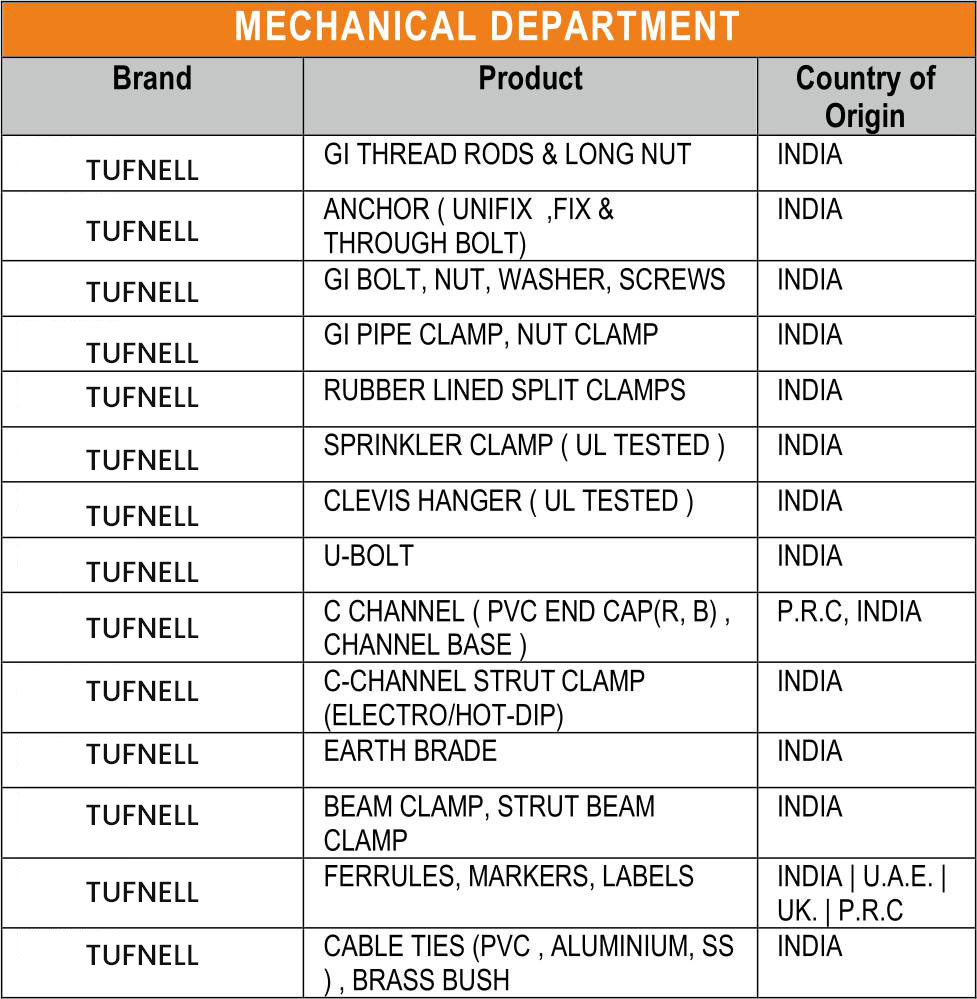 MECHANICAL DEPARTMENT
Brand Product Country of
Origin
TUFNELL GI THREAD RODS & LONG NUT INDIA
TUFNELL ANCHOR ( UNIFIX ,FIX & INDIA
THROUGH BOLT)
TUFNELL GI BOLT, NUT, WASHER, SCREWS INDIA
TUFNELL GI PIPE CLAMP, NUT CLAMP INDIA
TUFNELL RUBBER LINED SPLIT CLAMPS INDIA
TUFNELL SPRINKLER CLAMP ( UL TESTED ) INDIA
TUFNELL CLEVIS HANGER ( UL TESTED ) INDIA
TUFNELL U-BOLT INDIA
TUFNELL C CHANNEL ( PVC END CAP(R, B) , P.R.C, INDIA
CHANNEL BASE )
TUFNELL C-CHANNEL STRUT CLAMP INDIA
(ELECTRO/HOT-DIP)
TUFNELL EARTH BRADE INDIA
TUFNELL BEAM CLAMP, STRUT BEAM INDIA
CLAMP
TUFNELL FERRULES, MARKERS, LABELS INDIA | U.A.E. |
UK. | P.R.C
TUFNELL CABLE TIES (PVC , ALUMINIUM, SS INDIA
) , BRASS BUSH